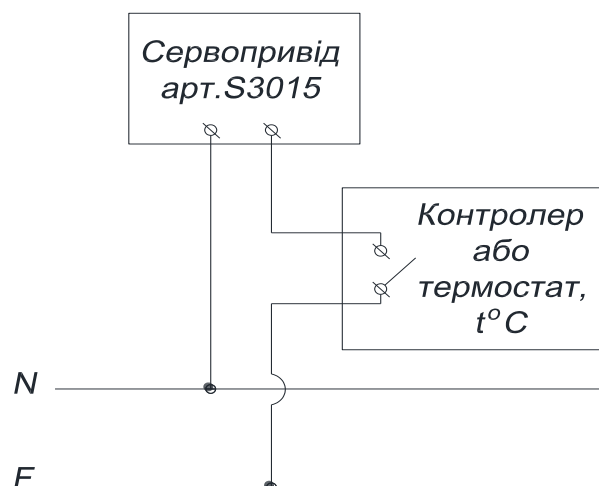 Сервопривід
арт.S3015
Контролер
або
термостат,
t° C
N
F